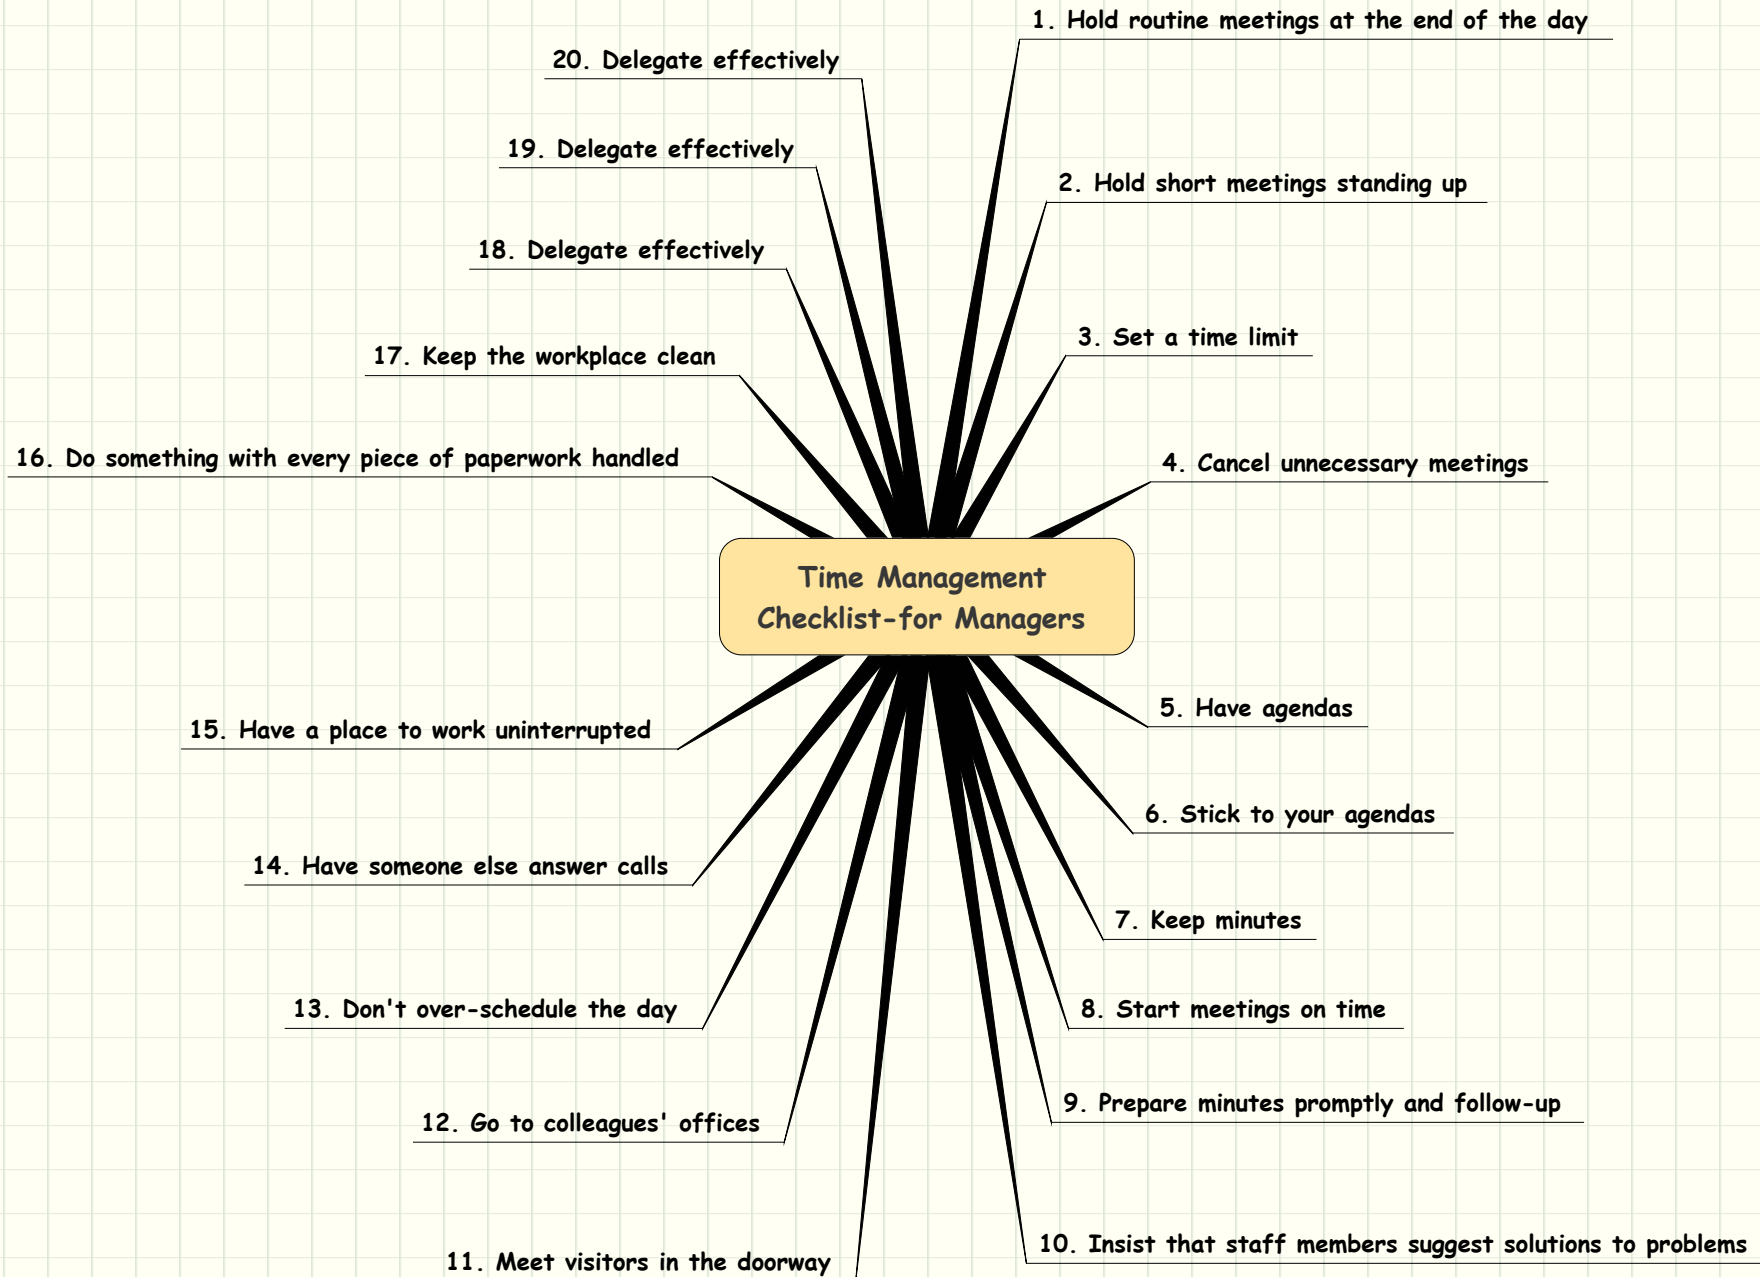 Time Management
Checklist-for Managers
1. Hold routine meetings at the end of the day
2. Hold short meetings standing up
3. Set a time limit
4. Cancel unnecessary meetings
5. Have agendas
6. Stick to your agendas
7. Keep minutes
8. Start meetings on time
9. Prepare minutes promptly and follow-up
10. Insist that staff members suggest solutions to problems
11. Meet visitors in the doorway
12. Go to colleagues' offices
13. Don't over-schedule the day
14. Have someone else answer calls
15. Have a place to work uninterrupted
16. Do something with every piece of paperwork handled
17. Keep the workplace clean
18. Delegate effectively
19. Delegate effectively
20. Delegate effectively